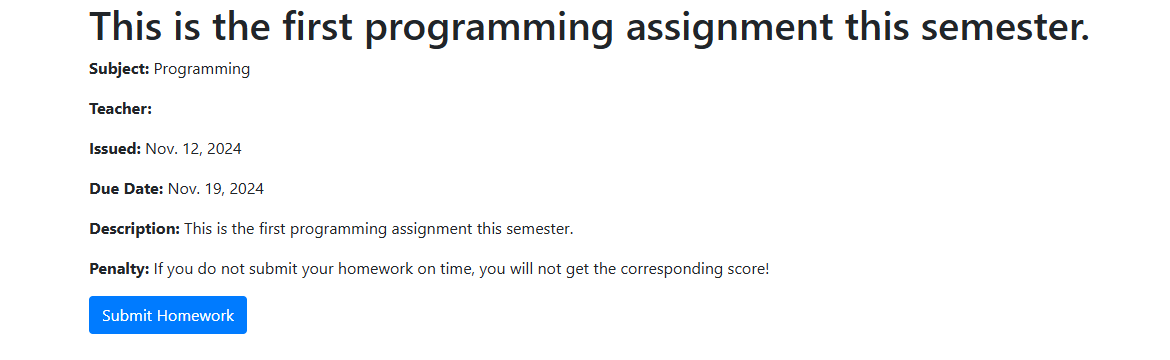 This is the first programming assignment this semester.
Subject: Programming
Teacher:
Issued: Nov. 12, 2024
Due Date: Nov. 19, 2024
Description: This is the first programming assignment this semester.
Penalty: If you do not submit your homework on time, you will not get the corresponding score!
Submit Homework